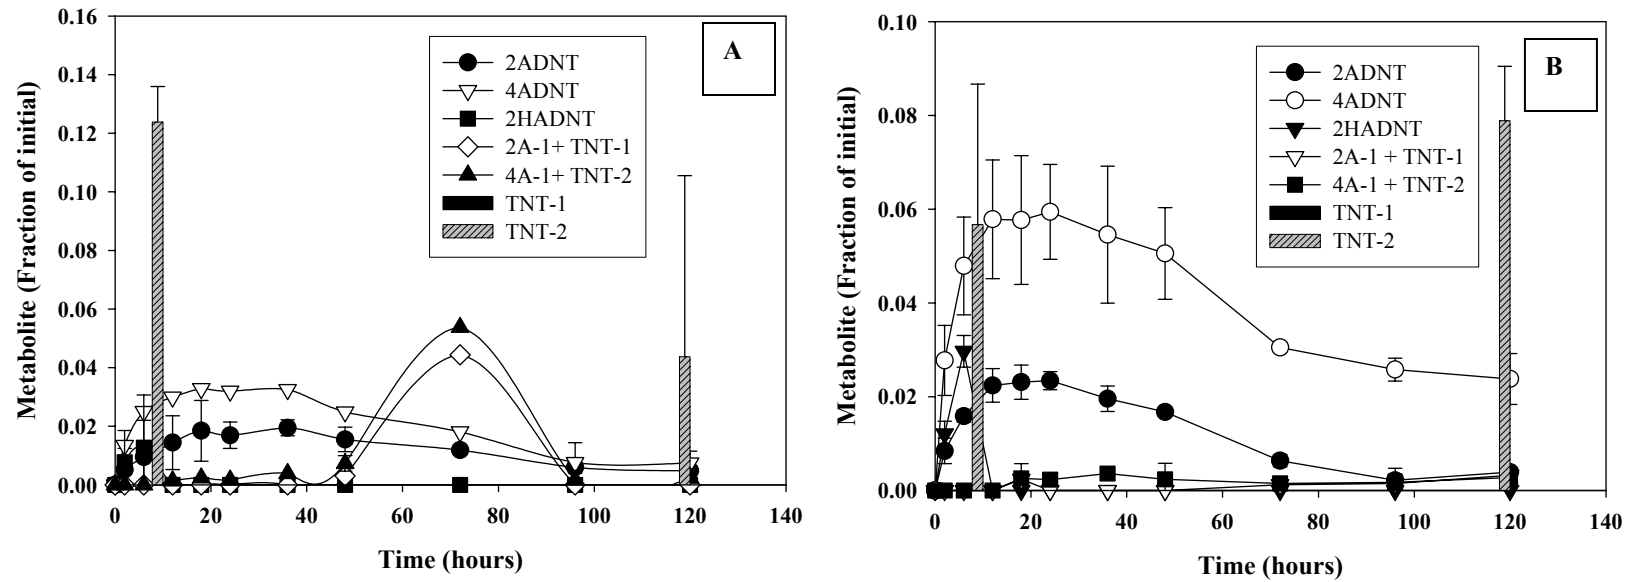 A
Metabolite (Fraction of initial)
0.16
0.14
0.12
0.10
0.08
0.06
0.04
0.02
0.00
2ADNT
4ADNT
2HADNT
2A-1+ TNT-1
4A-1+ TNT-2
TNT-1
TNT-2
0 20 40 60 80 100 120 140
Time (hours)
B
Metabolite (Fraction of initial)
0.10
0.08
0.06
0.04
0.02
0.00
2ADNT
4ADNT
2HADNT
2A-1 + TNT-1
4A-1 + TNT-2
TNT-1
TNT-2
0 20 40 60 80 100 120 140
Time (hours)